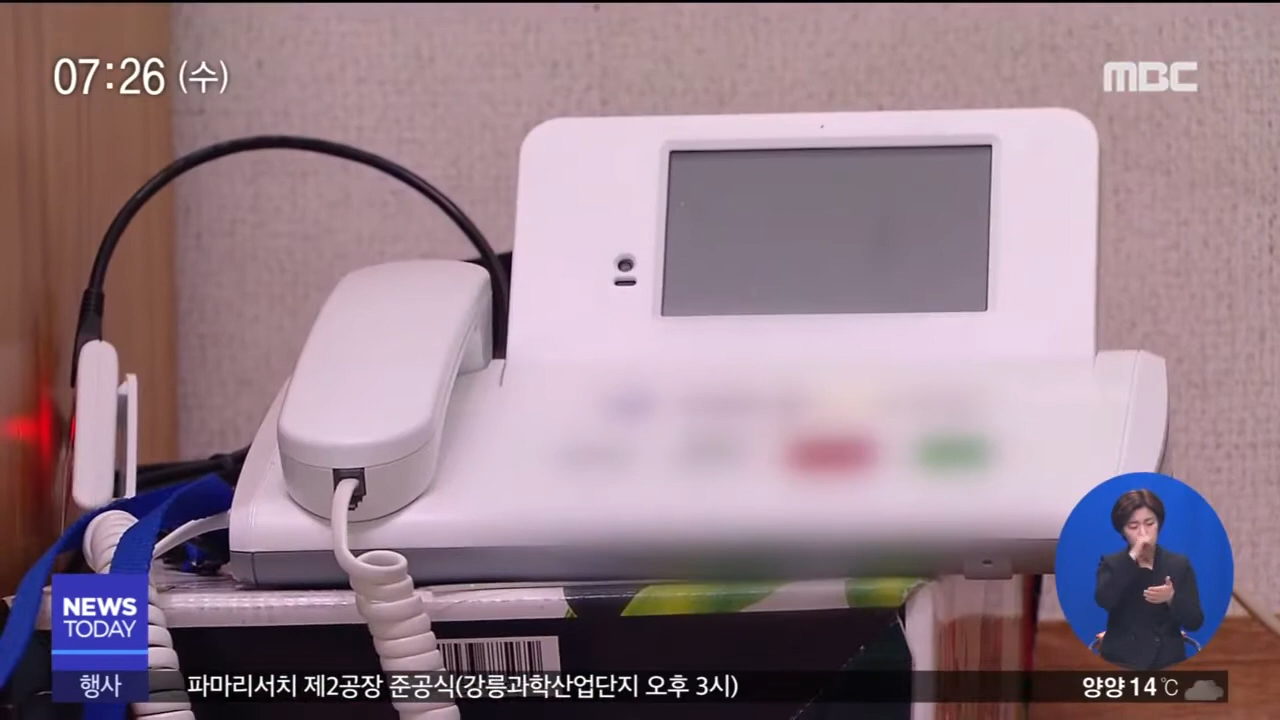 07:26 (수)
MBC
NEWS
TODAY
행사
파마리서치 제2공장 준공식(강릉과학산업단지 오후 3시)
양양 14℃